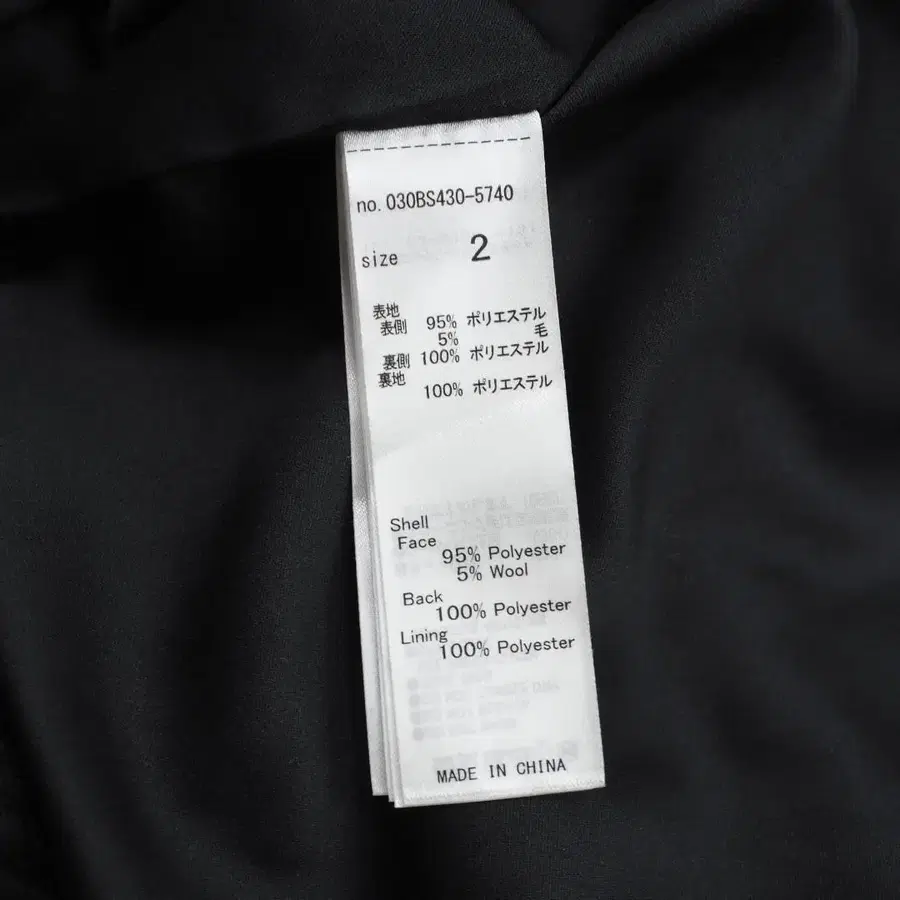 no. 030BS430-5740
size 2
表地
表側 95% ポリエステル
5% 毛
裏側 100% ポリエステル
裏地
100% ポリエステル
Shell
Face
95% Polyester
5% Wool
Back
100% Polyester
Lining
100% Polyester
MADE IN CHINA